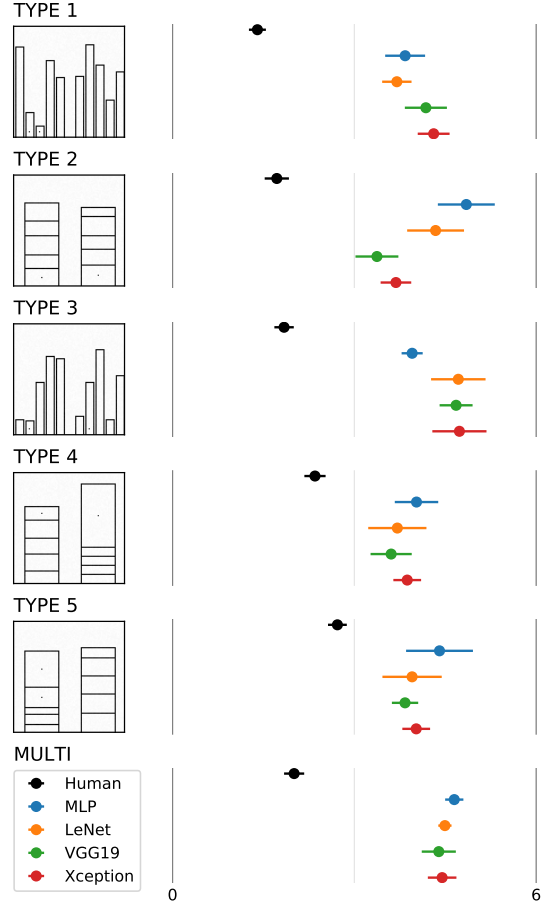 TYPE 1
TYPE 2
TYPE 3
TYPE 4
TYPE 5
MULTI
Human
MLP
LeNet
VGG19
Xception
0 6